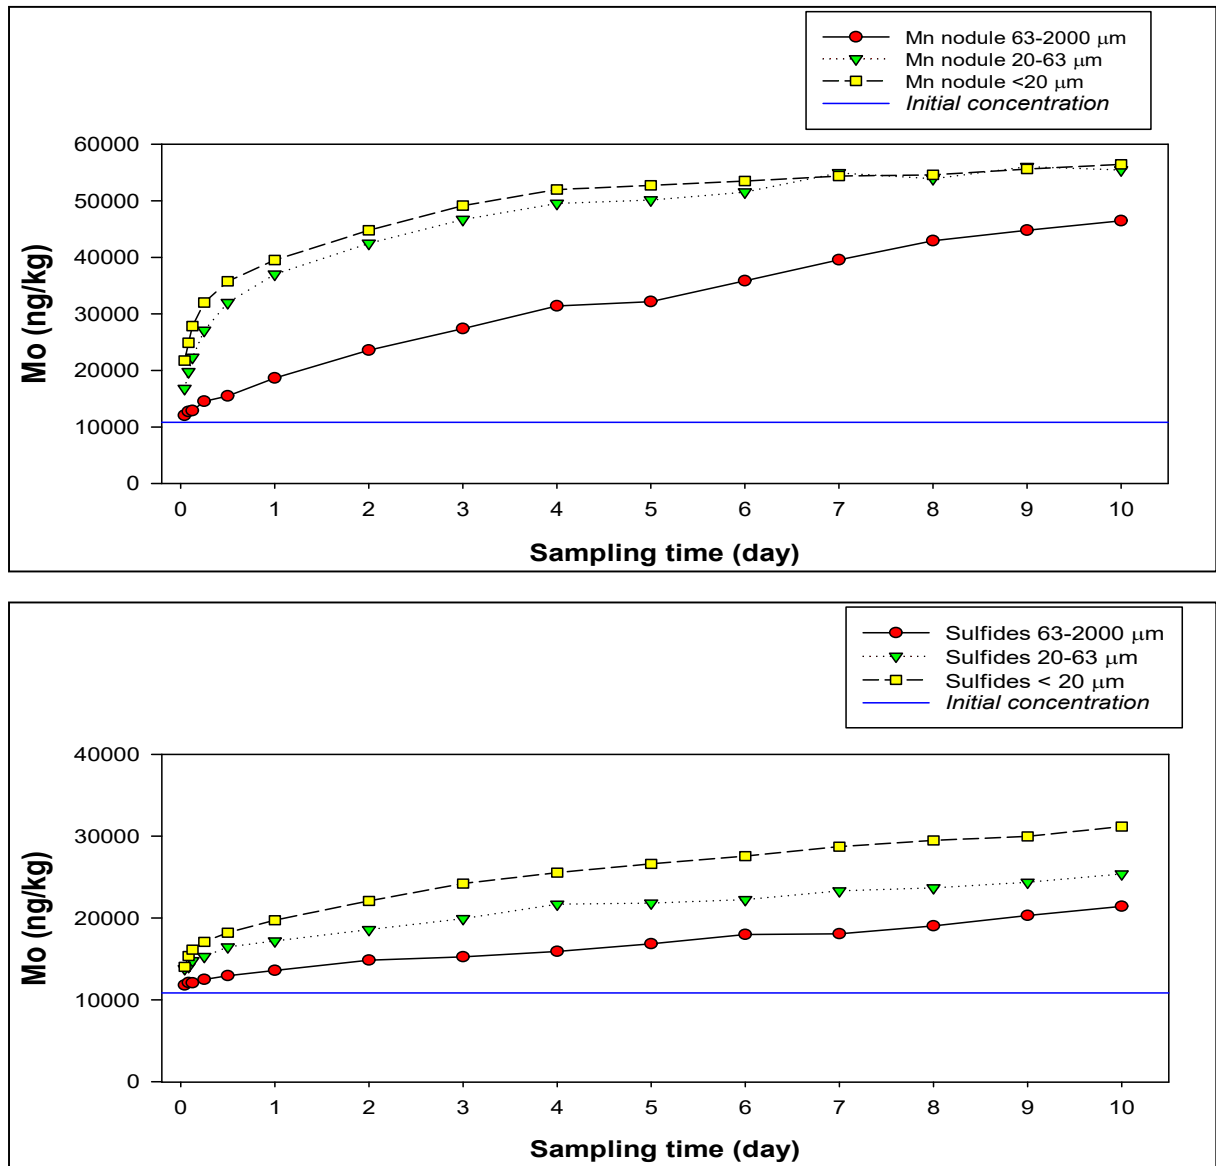 Mn nodule 63-2000 μm
Mn nodule 20-63 μm
Mn nodule <20 μm
Initial concentration
60000
50000
40000
30000
20000
10000
0
Mo (ng/kg)
0 1 2 3 4 5 6 7 8 9 10
Sampling time (day)
Sulfides 63-2000 μm
Sulfides 20-63 μm
Sulfides < 20 μm
Initial concentration
40000
30000
20000
10000
0
Mo (ng/kg)
0 1 2 3 4 5 6 7 8 9 10
Sampling time (day)